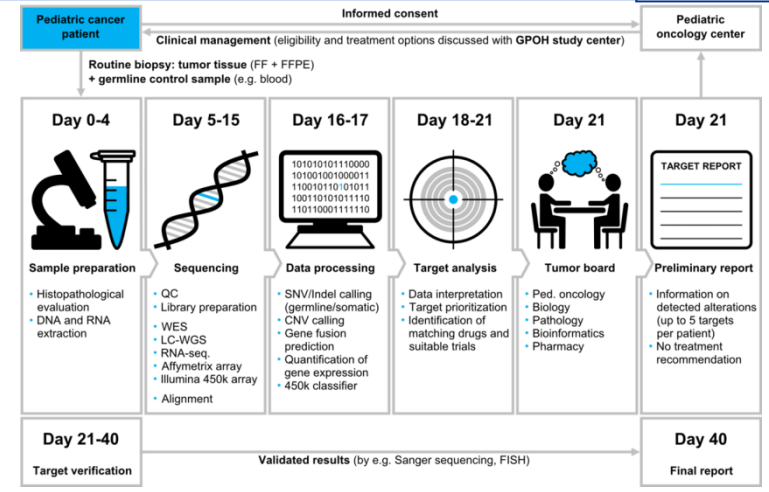 Pediatric cancer
patient
Informed consent
Clinical management (eligibility and treatment options discussed with GPOH study center)
Pediatric
oncology center
Routine biopsy: tumor tissue (FF + FFPE)
+ germline control sample (e.g. blood)
Day 0-4
Sample preparation
• Histopathological
evaluation
• DNA and RNA
extraction
Day 5-15
Sequencing
• QC
• Library preparation
• WES
• LC-WGS
• RNA-seq.
• Affymetrix array
• Illumina 450k array
• Alignment
Day 16-17
101010101110000
101001001000011
110010110101011
100110101011110
110110001111110
Data processing
• SNV/Indel calling
(germline/somatic)
• CNV calling
• Gene fusion
prediction
• Quantification of
gene expression
• 450k classifier
Day 18-21
Target analysis
• Data interpretation
• Target prioritization
• Identification of
matching drugs and
suitable trials
Day 21
Tumor board
• Ped. oncology
• Biology
• Pathology
• Bioinformatics
• Pharmacy
Day 21
TARGET REPORT
Preliminary report
• Information on
detected alterations
(up to 5 targets
per patient)
• No treatment
recommendation
Day 21-40
Target verification
Validated results (by e.g. Sanger sequencing, FISH)
Day 40
Final report